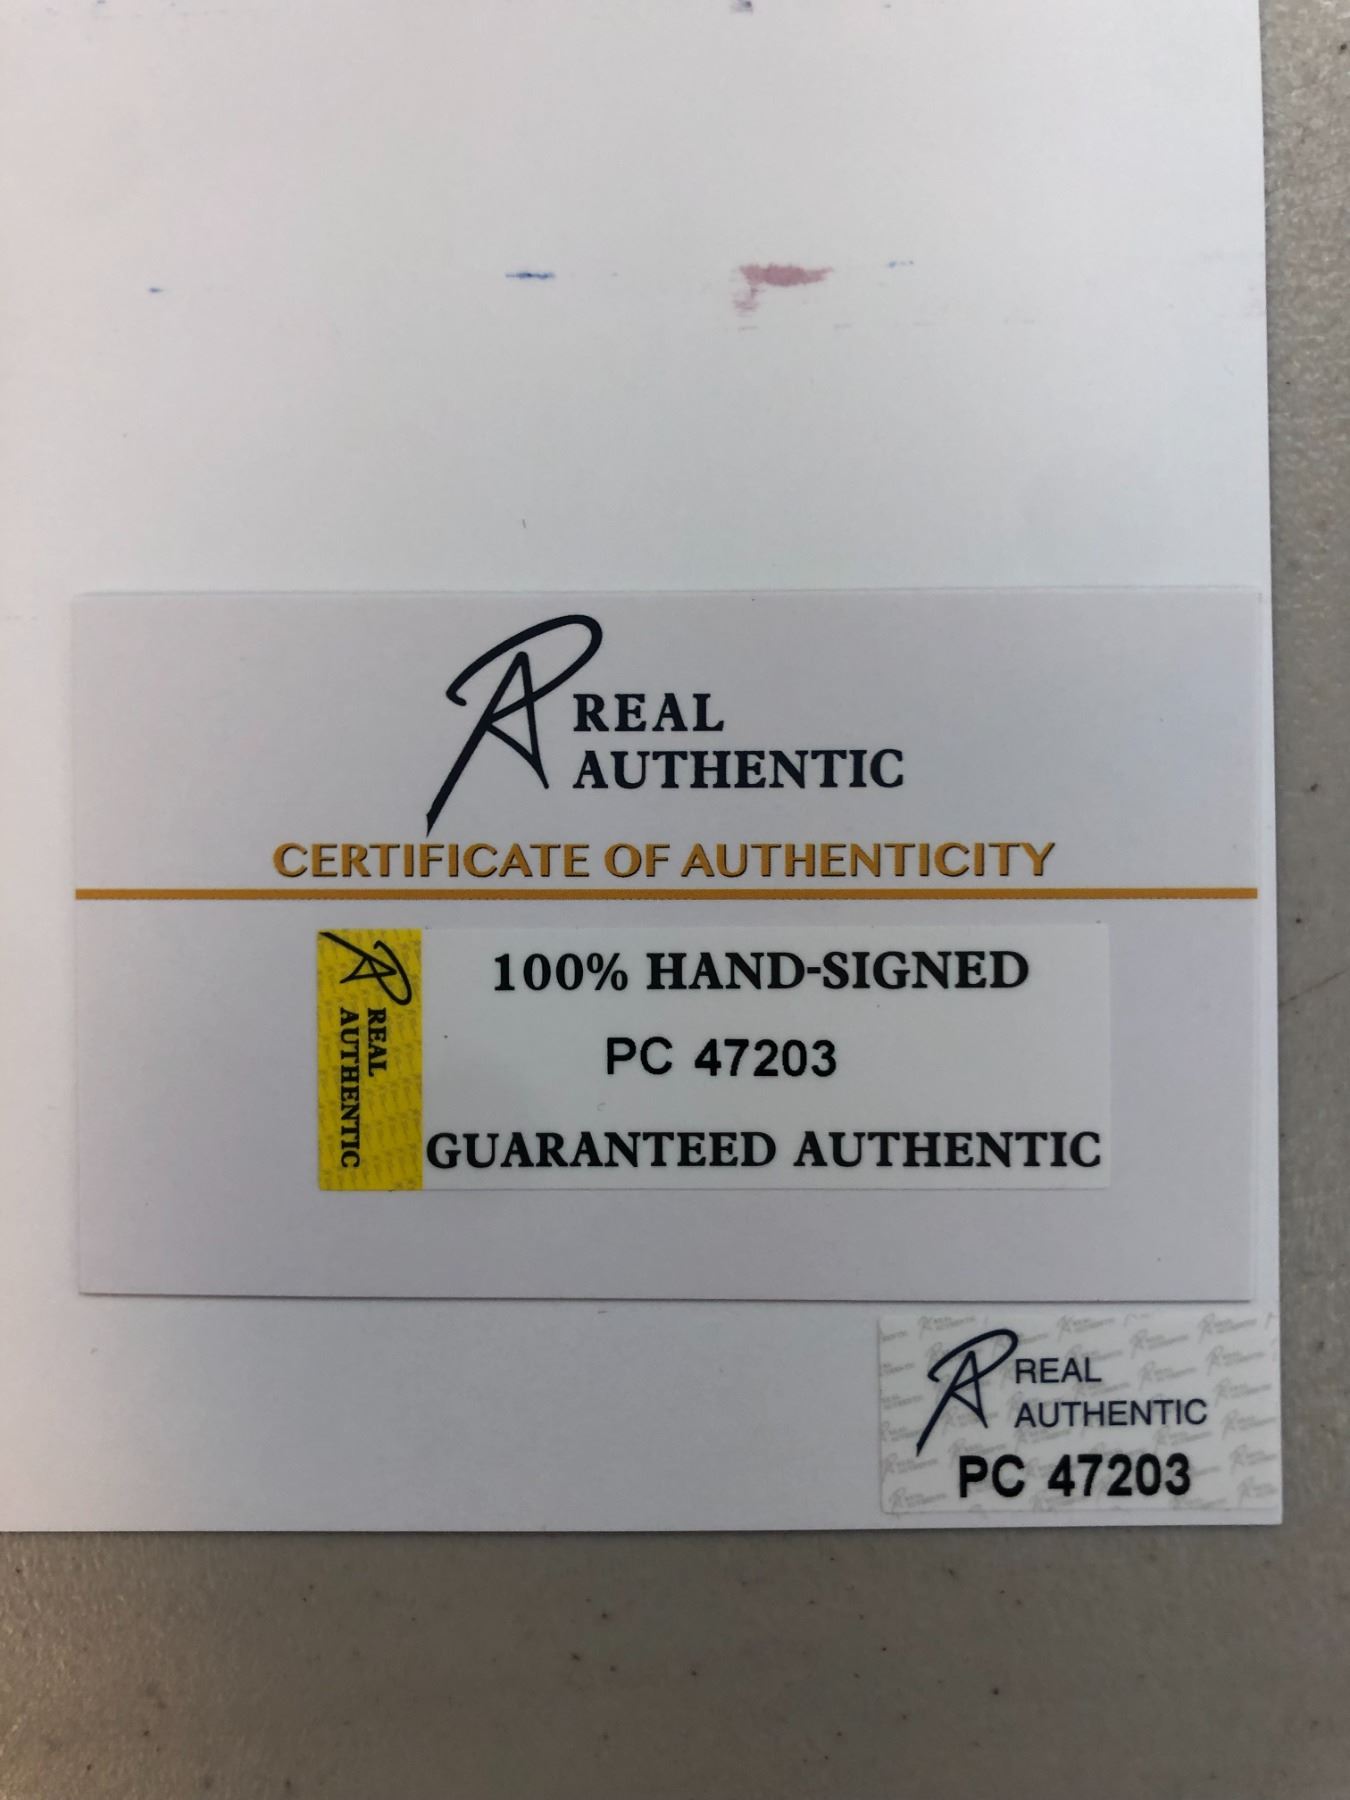 REAL
AUTHENTIC
CERTIFICATE OF AUTHENTICITY
REAL
AUTHENTIC
100% HAND-SIGNED
PC 47203
GUARANTEED AUTHENTIC
REAL
AUTHENTIC
PC 47203